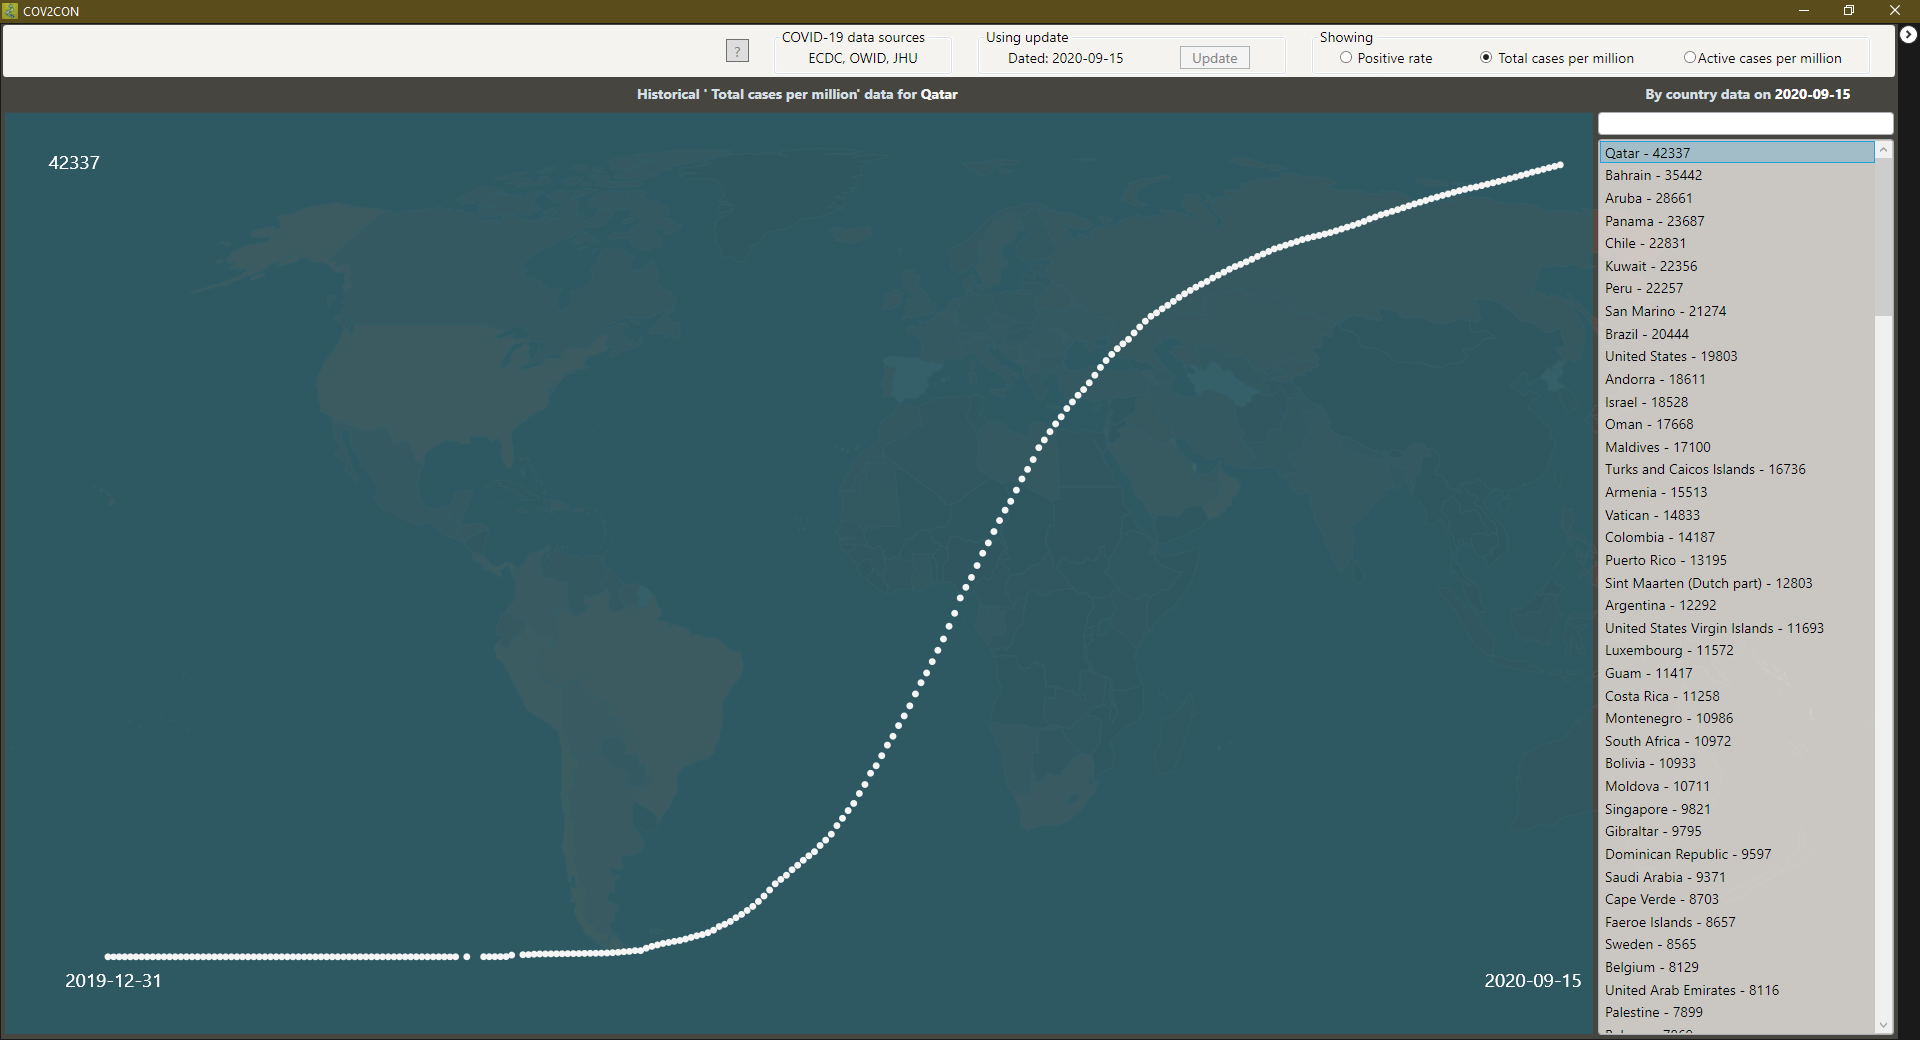 COV2CON
?
COVID-19 data sources
ECDC, OWID, JHU
Using update
Dated: 2020-09-15
Update
Showing
Positive rate
Total cases per million
Active cases per million
Historical ' Total cases per million' data for Qatar
By country data on 2020-09-15
42337
2019-12-31
2020-09-15
Qatar - 42337
Bahrain - 35442
Aruba - 28661
Panama - 23687
Chile - 22831
Kuwait - 22356
Peru - 22257
San Marino - 21274
Brazil - 20444
United States - 19803
Andorra - 18611
Israel - 18528
Oman - 17668
Maldives - 17100
Turks and Caicos Islands - 16736
Armenia - 15513
Vatican - 14833
Colombia - 14187
Puerto Rico - 13195
Sint Maarten (Dutch part) - 12803
Argentina - 12292
United States Virgin Islands - 11693
Luxembourg - 11572
Guam - 11417
Costa Rica - 11258
Montenegro - 10986
South Africa - 10972
Bolivia - 10933
Moldova - 10711
Singapore - 9821
Gibraltar - 9795
Dominican Republic - 9597
Saudi Arabia - 9371
Cape Verde - 8703
Faeroe Islands - 8657
Sweden - 8565
Belgium - 8129
United Arab Emirates - 8116
Palestine - 7899